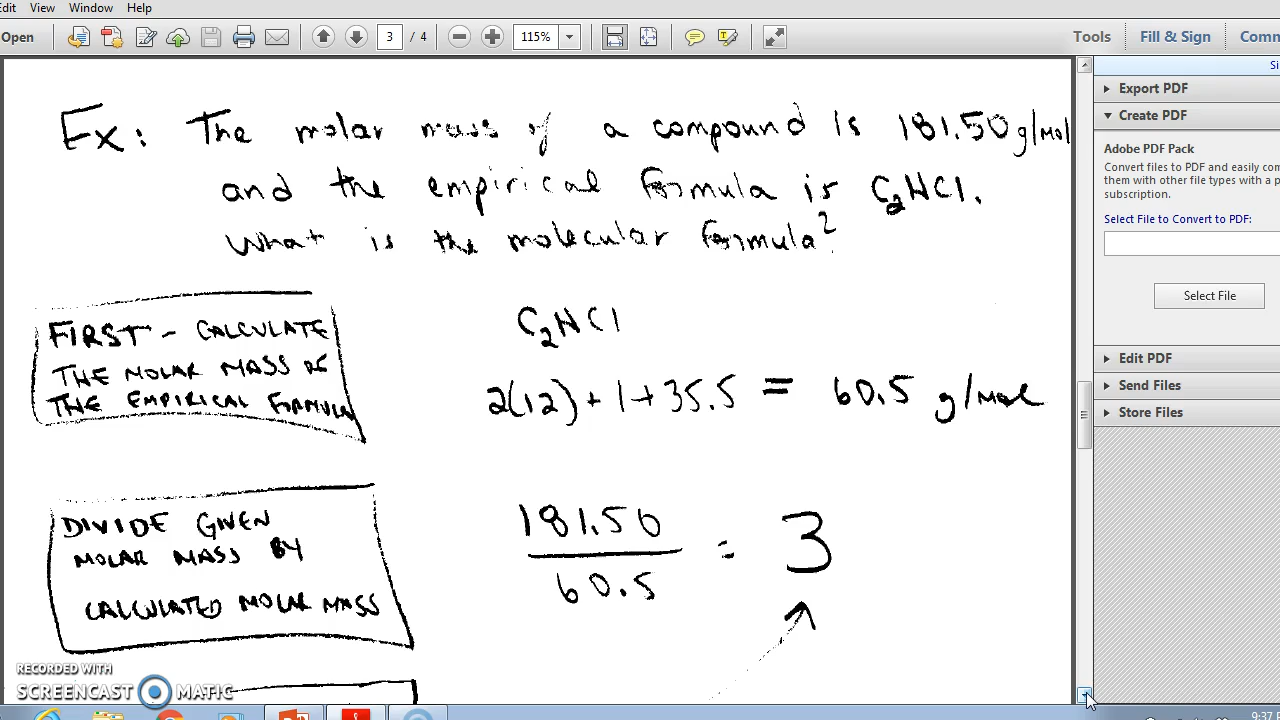 Edit View Window Help
Open 3 / 4 115% Tools Fill & Sign Comm
Ex: The molar mass of a compound is 181.50 g/mol
and the empirical formula is C₂HCl.
What is the molecular formula?
FIRST - CALCULATE
THE MOLAR MASS OF
THE EMPIRICAL FORMULA
C₂HCl
2(12) + 1 + 35.5 = 60.5 g/mol
DIVIDE GIVEN
MOLAR MASS BY
CALCULATED MOLAR MASS
181.50
60.5
= 3
RECORDED WITH
SCREENCAST MATIC
Si
Export PDF
Create PDF
Adobe PDF Pack
Convert files to PDF and easily com
them with other file types with a p
subscription.
Select File to Convert to PDF:
Select File
Edit PDF
Send Files
Store Files
9:37 P